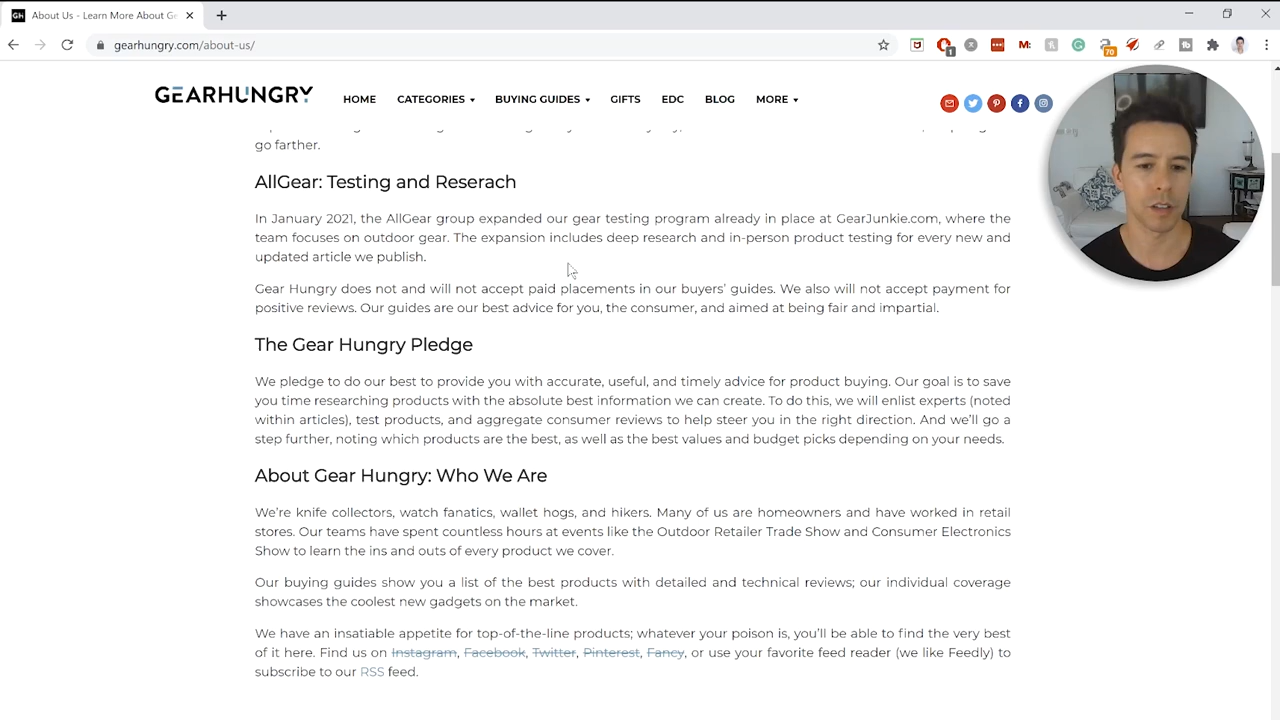 Gh About Us - Learn More About Ge
gearhungry.com/about-us/
1
M:
70
GEARHUNGRY HOME CATEGORIES BUYING GUIDES GIFTS EDC BLOG MORE
go farther.
AllGear: Testing and Reserach
In January 2021, the AllGear group expanded our gear testing program already in place at GearJunkie.com, where the
team focuses on outdoor gear. The expansion includes deep research and in-person product testing for every new and
updated article we publish.
Gear Hungry does not and will not accept paid placements in our buyers’ guides. We also will not accept payment for
positive reviews. Our guides are our best advice for you, the consumer, and aimed at being fair and impartial.
The Gear Hungry Pledge
We pledge to do our best to provide you with accurate, useful, and timely advice for product buying. Our goal is to save
you time researching products with the absolute best information we can create. To do this, we will enlist experts (noted
within articles), test products, and aggregate consumer reviews to help steer you in the right direction. And we’ll go a
step further, noting which products are the best, as well as the best values and budget picks depending on your needs.
About Gear Hungry: Who We Are
We’re knife collectors, watch fanatics, wallet hogs, and hikers. Many of us are homeowners and have worked in retail
stores. Our teams have spent countless hours at events like the Outdoor Retailer Trade Show and Consumer Electronics
Show to learn the ins and outs of every product we cover.
Our buying guides show you a list of the best products with detailed and technical reviews; our individual coverage
showcases the coolest new gadgets on the market.
We have an insatiable appetite for top-of-the-line products; whatever your poison is, you’ll be able to find the very best
of it here. Find us on Instagram, Facebook, Twitter, Pinterest, Fancy, or use your favorite feed reader (we like Feedly) to
subscribe to our RSS feed.